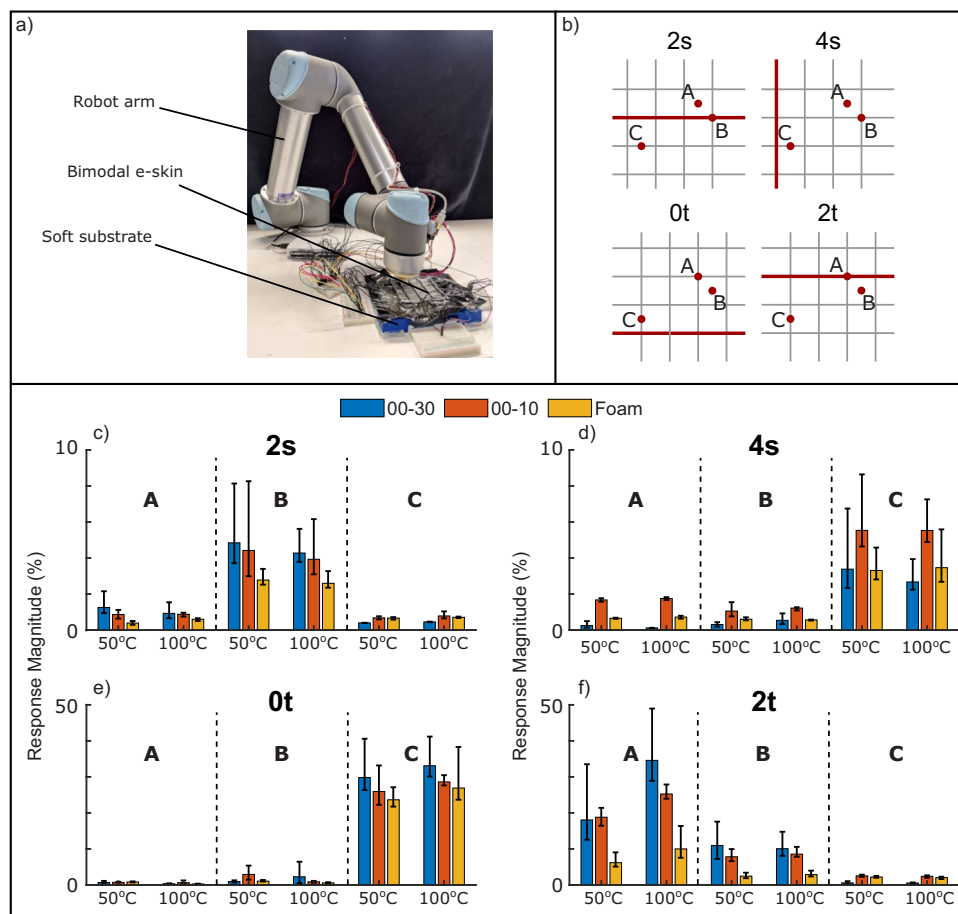 a)
Robot arm
Bimodal e-skin
Soft substrate
b)
2s
4s
A
B
C
A
B
C
0t
2t
A
B
C
A
B
C
00-30 00-10 Foam
c)
2s
d)
4s
Response Magnitude (%)
10
0
A B C
50°C 100°C 50°C 100°C 50°C 100°C
10
0
A B C
50°C 100°C 50°C 100°C 50°C 100°C
e)
0t
f)
2t
Response Magnitude (%)
50
0
A B C
50°C 100°C 50°C 100°C 50°C 100°C
50
0
A B C
50°C 100°C 50°C 100°C 50°C 100°C